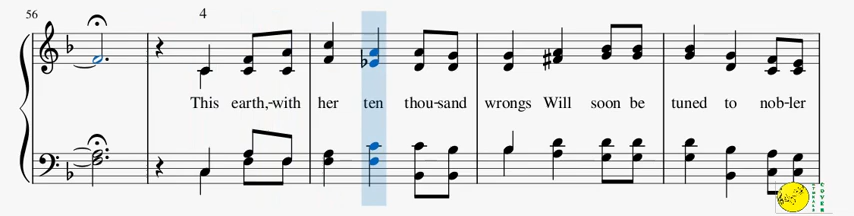 56
4
This earth,-with her ten thou-sand wrongs Will soon be tuned to nob-ler